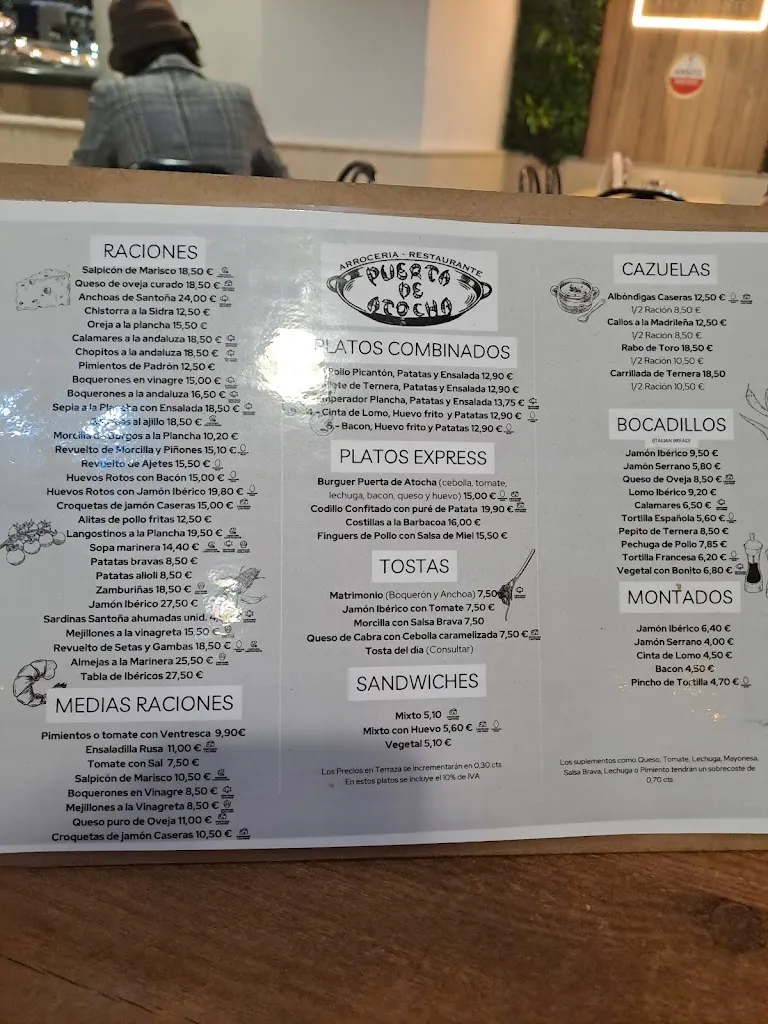 RACIONES
Salpicón de Marisco 18,50 €
Queso de oveja curado 18,50 €
Anchoas de Santoña 24,00 €
Chistorra a la Sidra 12,50 €
Oreja a la plancha 15,50 €
Calamares a la andaluza 18,50 €
Chopitos a la andaluza 18,50 €
Pimientos de Padrón 12,50 €
Boquerones en vinagre 15,00 €
Boquerones a la andaluza 16,50 €
Sepia a la Plancha con Ensalada 18,50 €
al ajillo 18,50 €
Morcilla de Burgos a la Plancha 10,20 €
Revuelto de Morcilla y Piñones 15,10 €
Revuelto de Ajetes 15,50 €
Huevos Rotos con Bacón 15,00 €
Huevos Rotos con Jamón Ibérico 19,80 €
Croquetas de jamón Caseras 15,00 €
Alitas de pollo fritas 12,50 €
Langostinos a la Plancha 19,50 €
Sopa marinera 14,40 €
Patatas bravas 8,50 €
Patatas alioli 8,50 €
Zamburiñas 18,50 €
Jamón Ibérico 27,50 €
Sardinas Santoña ahumadas unid.
Mejillones a la vinagreta 15,50
Revuelto de Setas y Gambas 18,50 €
Almejas a la Marinera 25,50 €
Tabla de Ibéricos 27,50 €
MEDIAS RACIONES
Pimientos o tomate con Ventresca 9,90€
Ensaladilla Rusa 11,00 €
Tomate con Sal 7,50 €
Salpicón de Marisco 10,50 €
Boquerones en Vinagre 8,50 €
Mejillones a la Vinagreta 8,50 €
Queso puro de Oveja 11,00 €
Croquetas de jamón Caseras 10,50 €
ARROCERIA - RESTAURANTE
PUERTA
DE
ATOCHA
PLATOS COMBINADOS
Pollo Picantón, Patatas y Ensalada 12,90 €
de Ternera, Patatas y Ensalada 12,90 €
Plancha, Patatas y Ensalada 13,75 €
4.- Cinta de Lomo, Huevo frito y Patatas 12,90 €
5.- Bacon, Huevo frito y Patatas 12,90 €
PLATOS EXPRESS
Burguer Puerta de Atocha (cebolla, tomate,
lechuga, bacon, queso y huevo) 15,00 €
Codillo Confitado con puré de Patata 19,90 €
Costillas a la Barbacoa 16,00 €
Finguers de Pollo con Salsa de Miel 15,50 €
TOSTAS
Matrimonio (Boquerón y Anchoa) 7,50
Jamón Ibérico con Tomate 7,50 €
Morcilla con Salsa Brava 7,50
Queso de Cabra con Cebolla caramelizada 7,50 €
Tosta del día (Consultar)
SANDWICHES
Mixto 5,10
Mixto con Huevo 5,60 €
Vegetal 5,10 €
Los Precios en Terraza se incrementarán en 0,30 cts
En estos platos se incluye el 10% de IVA
CAZUELAS
Albóndigas Caseras 12,50 €
1/2 Ración 8,50 €
Callos a la Madrileña 12,50 €
1/2 Ración 8,50 €
Rabo de Toro 18,50 €
1/2 Ración 10,50 €
Carrillada de Ternera 18,50
1/2 Ración 10,50 €
BOCADILLOS
(ITALIAN BREAD)
Jamón Ibérico 9,50 €
Jamón Serrano 5,80 €
Queso de Oveja 8,50 €
Lomo Ibérico 9,20 €
Calamares 6,50 €
Tortilla Española 5,60 €
Pepito de Ternera 8,50 €
Pechuga de Pollo 7,85 €
Tortilla Francesa 6,20 €
Vegetal con Bonito 6,80 €
MONTADOS
Jamón Ibérico 6,40 €
Jamón Serrano 4,00 €
Cinta de Lomo 4,50 €
Bacon 4,50 €
Pincho de Tortilla 4,70 €
Los suplementos como Queso, Tomate, Lechuga, Mayonesa,
Salsa Brava, Lechuga o Pimiento tendran un sobrecoste de
0,70 cts